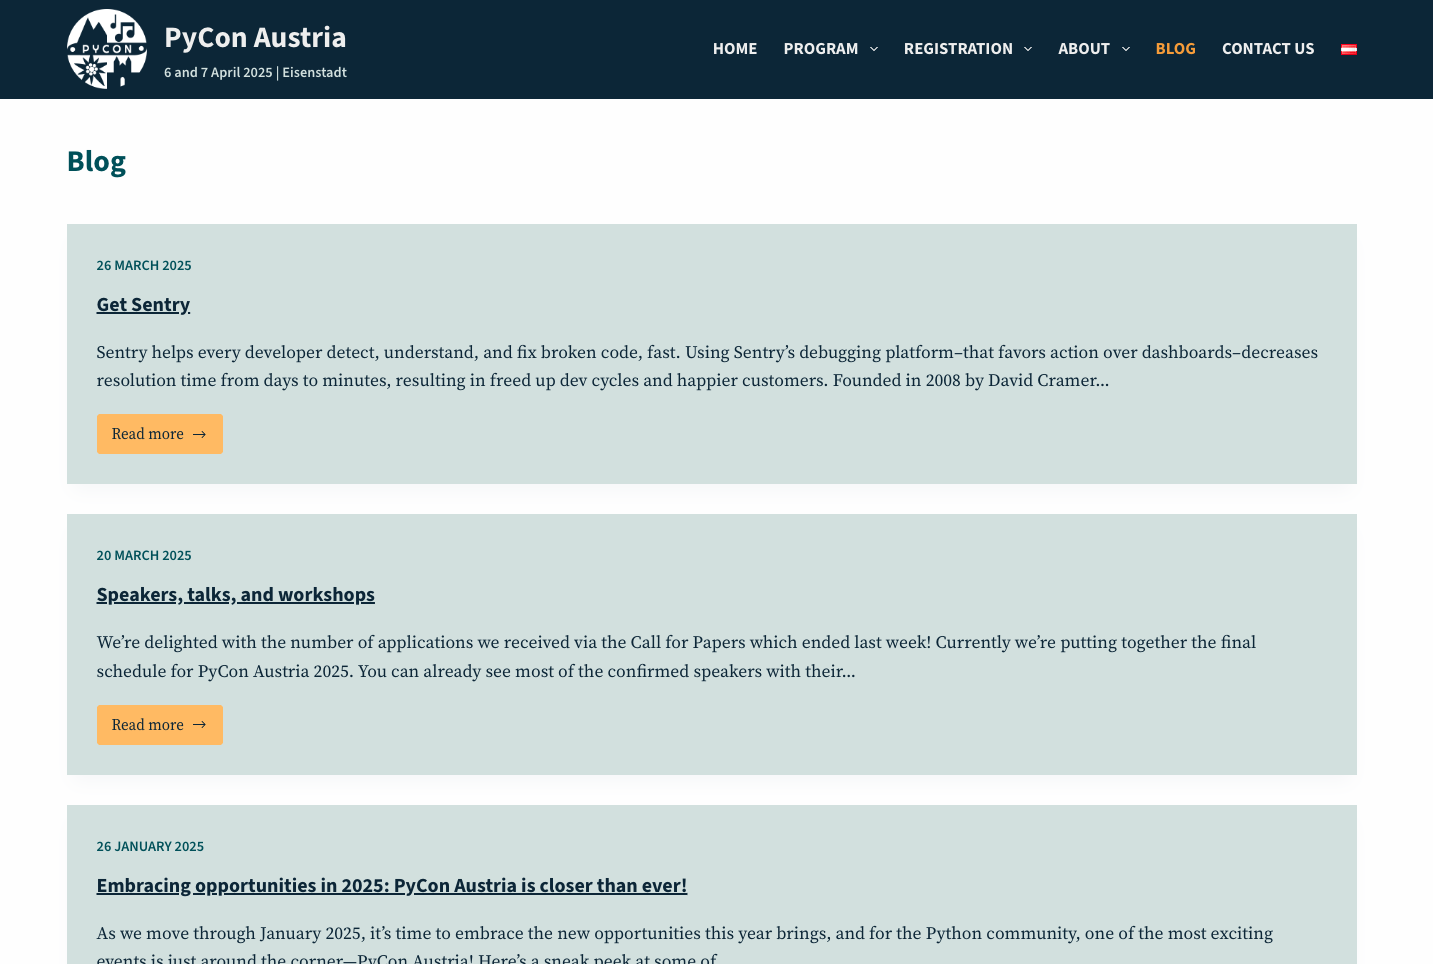 PYCON
PyCon Austria
6 and 7 April 2025 | Eisenstadt
HOME
PROGRAM
REGISTRATION
ABOUT
BLOG
CONTACT US
Blog
26 MARCH 2025
Get Sentry
Sentry helps every developer detect, understand, and fix broken code, fast. Using Sentry’s debugging platform–that favors action over dashboards–decreases
resolution time from days to minutes, resulting in freed up dev cycles and happier customers. Founded in 2008 by David Cramer…
Read more →
20 MARCH 2025
Speakers, talks, and workshops
We’re delighted with the number of applications we received via the Call for Papers which ended last week! Currently we’re putting together the final
schedule for PyCon Austria 2025. You can already see most of the confirmed speakers with their…
Read more →
26 JANUARY 2025
Embracing opportunities in 2025: PyCon Austria is closer than ever!
As we move through January 2025, it’s time to embrace the new opportunities this year brings, and for the Python community, one of the most exciting
events is just around the corner—PyCon Austria! Here’s a sneak peek at some of